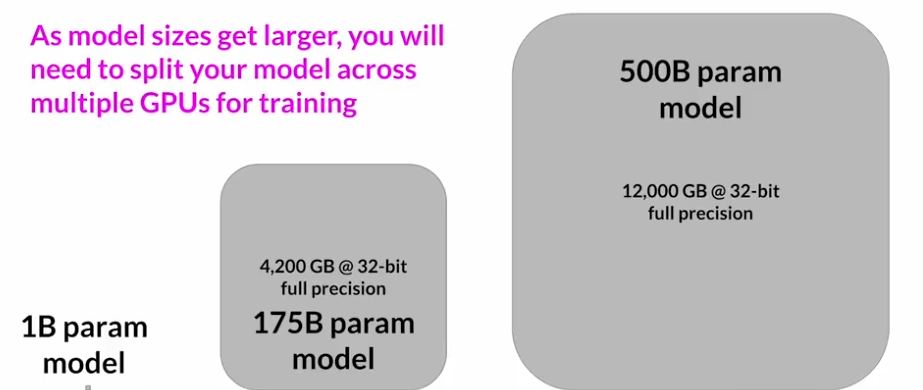 As model sizes get larger, you will
need to split your model across
multiple GPUs for training
500B param
model
12,000 GB @ 32-bit
full precision
4,200 GB @ 32-bit
full precision
175B param
model
1B param
model